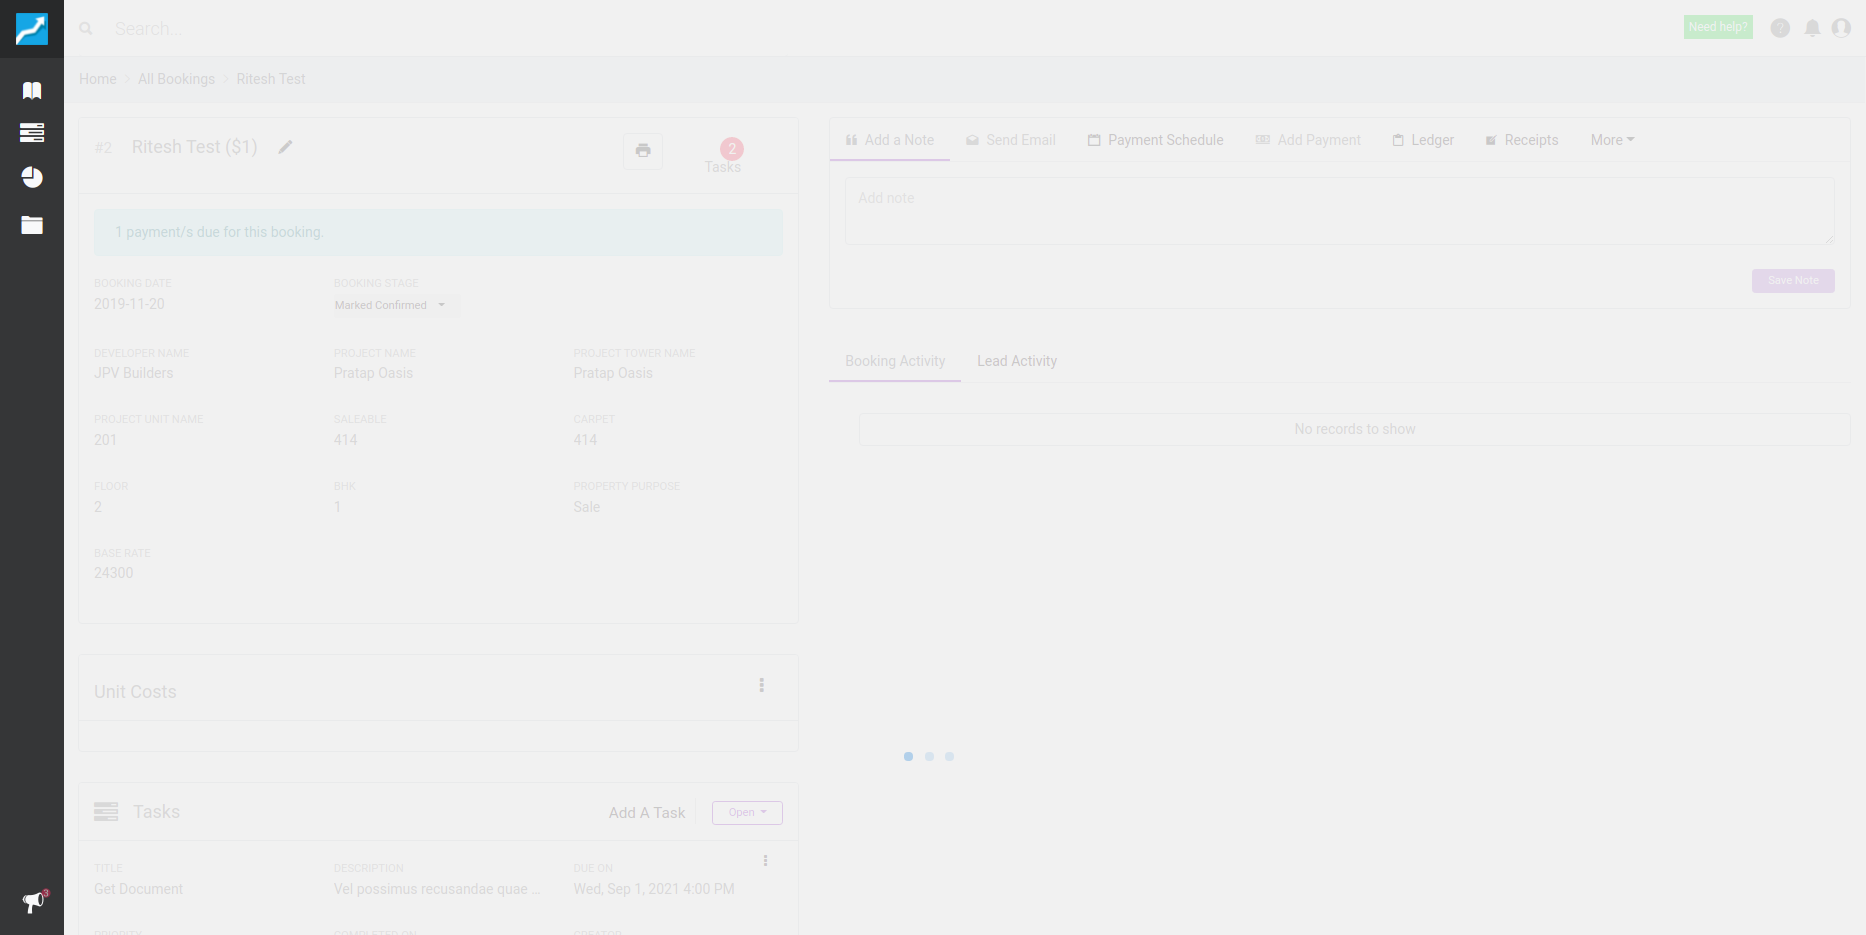 Search...
Need help?
Home > All Bookings > Ritesh Test
#2 Ritesh Test ($1)
2
Tasks
1 payment/s due for this booking.
BOOKING DATE
2019-11-20
BOOKING STAGE
Marked Confirmed
DEVELOPER NAME
JPV Builders
PROJECT NAME
Pratap Oasis
PROJECT TOWER NAME
Pratap Oasis
PROJECT UNIT NAME
201
SALEABLE
414
CARPET
414
FLOOR
2
BHK
1
PROPERTY PURPOSE
Sale
BASE RATE
24300
Unit Costs
Tasks
Add A Task
Open
TITLE
Get Document
DESCRIPTION
Vel possimus recusandae quae ...
DUE ON
Wed, Sep 1, 2021 4:00 PM
PRIORITY
COMPLETED ON
CREATOR
Add a Note
Send Email
Payment Schedule
Add Payment
Ledger
Receipts
More
Add note
Save Note
Booking Activity
Lead Activity
No records to show
3